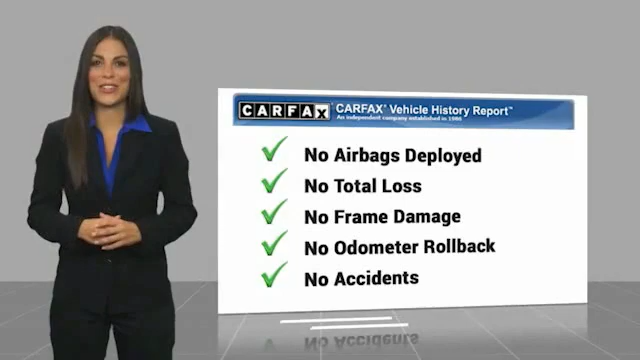 CARFAX CARFAX® Vehicle History Report™
An independent company established in 1986
No Airbags Deployed
No Total Loss
No Frame Damage
No Odometer Rollback
No Accidents